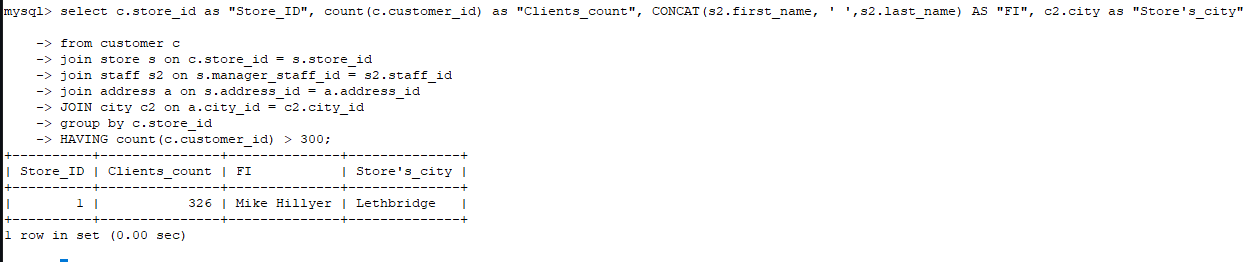 mysql> select c.store_id as "Store_ID", count(c.customer_id) as "Clients_count", CONCAT(s2.first_name, ' ',s2.last_name) AS "FI", c2.city as "Store's_city"
    -> from customer c
    -> join store s on c.store_id = s.store_id
    -> join staff s2 on s.manager_staff_id = s2.staff_id
    -> join address a on s.address_id = a.address_id
    -> JOIN city c2 on a.city_id = c2.city_id
    -> group by c.store_id
    -> HAVING count(c.customer_id) > 300;
+----------+---------------+--------------+--------------+
| Store_ID | Clients_count | FI           | Store's_city |
+----------+---------------+--------------+--------------+
|        1 |           326 | Mike Hillyer | Lethbridge   |
+----------+---------------+--------------+--------------+
1 row in set (0.00 sec)